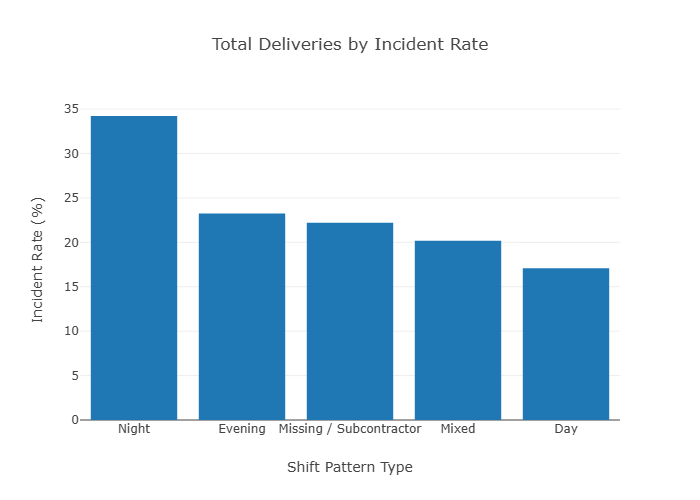 Total Deliveries by Incident Rate
35
30
25
20
15
10
5
0
Incident Rate (%)
Night
Evening
Missing / Subcontractor
Mixed
Day
Shift Pattern Type